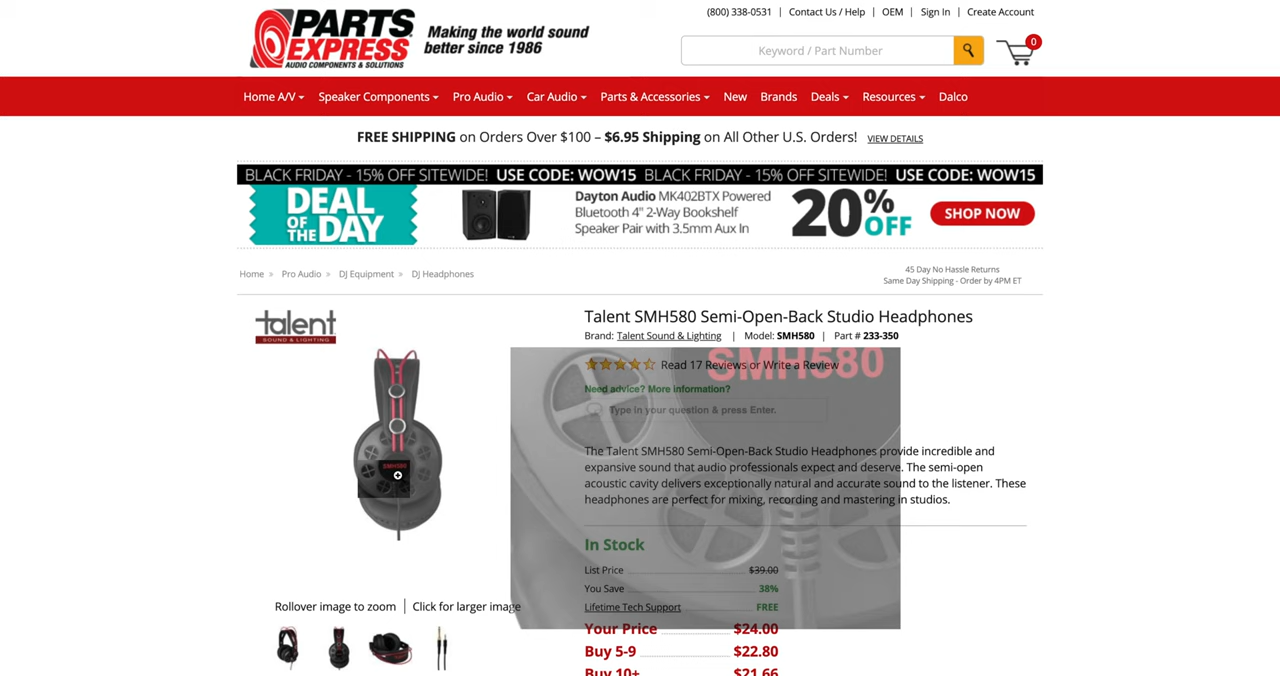 (800) 338-0531 | Contact Us / Help | OEM | Sign In | Create Account
PARTS
EXPRESS
AUDIO COMPONENTS & SOLUTIONS
Making the world sound
better since 1986
Keyword / Part Number
0
Home A/V Speaker Components Pro Audio Car Audio Parts & Accessories New Brands Deals Resources Dalco
FREE SHIPPING on Orders Over $100 – $6.95 Shipping on All Other U.S. Orders! VIEW DETAILS
BLACK FRIDAY - 15% OFF SITEWIDE! USE CODE: WOW15 BLACK FRIDAY - 15% OFF SITEWIDE! USE CODE: WOW15
DEAL
OF THE DAY
Dayton Audio MK402BTX Powered
Bluetooth 4" 2-Way Bookshelf
Speaker Pair with 3.5mm Aux In
20% OFF
SHOP NOW
Home » Pro Audio » DJ Equipment » DJ Headphones
45 Day No Hassle Returns
Same Day Shipping - Order by 4PM ET
talent
SOUND & LIGHTING
Talent SMH580 Semi-Open-Back Studio Headphones
Brand: Talent Sound & Lighting | Model: SMH580 | Part # 233-350
SMH580
Read 17 Reviews or Write a Review
Need advice? More information?
Type in your question & press Enter.
The Talent SMH580 Semi-Open-Back Studio Headphones provide incredible and
expansive sound that audio professionals expect and deserve. The semi-open
acoustic cavity delivers exceptionally natural and accurate sound to the listener. These
headphones are perfect for mixing, recording and mastering in studios.
SMH580
In Stock
List Price $39.00
You Save 38%
Lifetime Tech Support FREE
Your Price $24.00
Buy 5-9 $22.80
Buy 10+ $21.66
Rollover image to zoom | Click for larger image